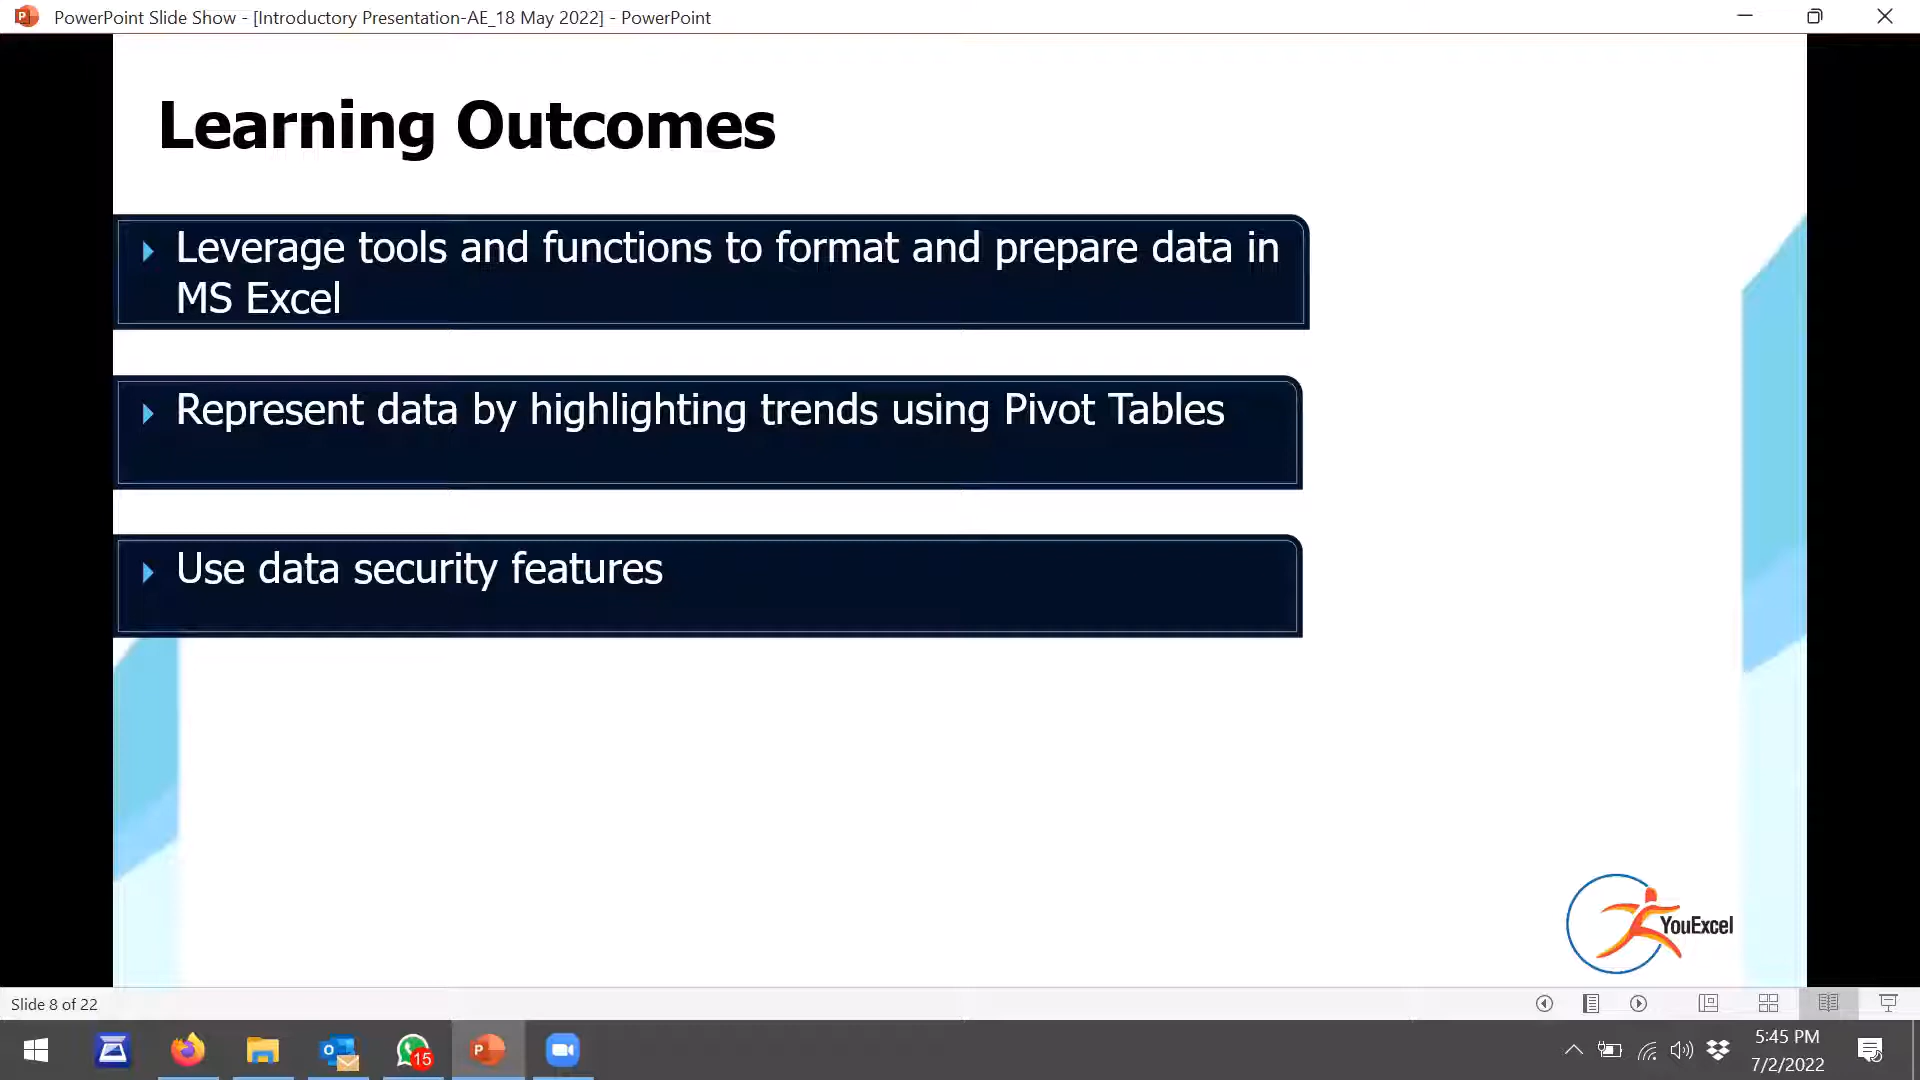 PowerPoint Slide Show - [Introductory Presentation-AE_18 May 2022] - PowerPoint
Learning Outcomes
Leverage tools and functions to format and prepare data in
MS Excel
Represent data by highlighting trends using Pivot Tables
Use data security features
YouExcel
Slide 8 of 22
15
5:45 PM
7/2/2022